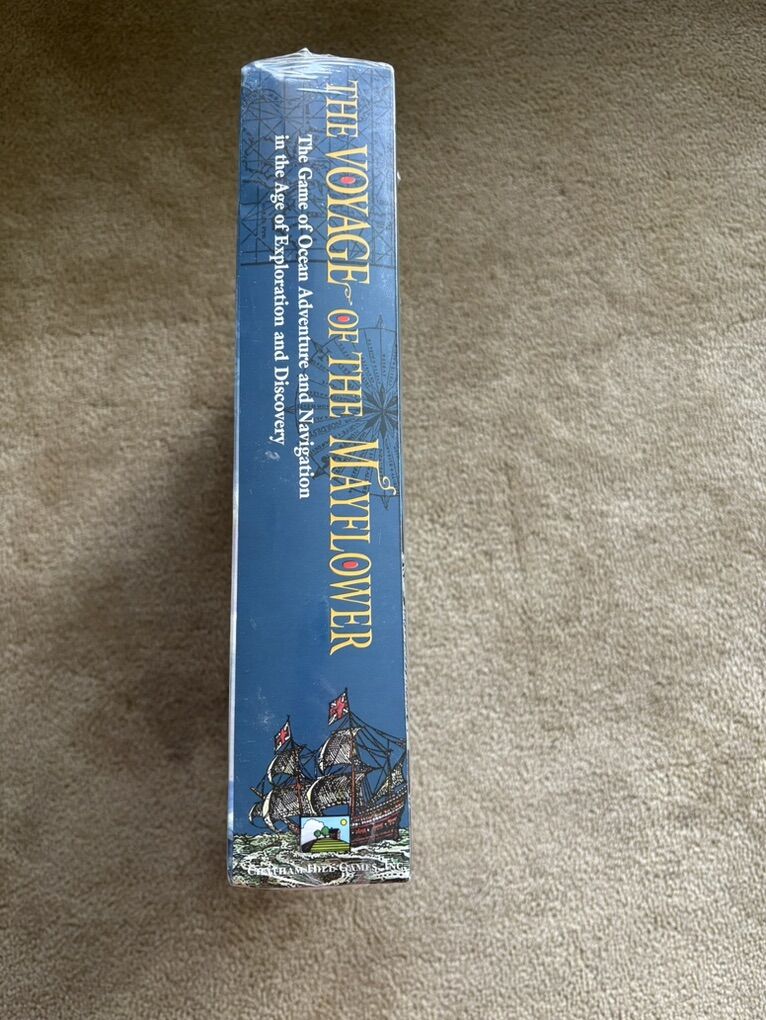 THE VOYAGE OF THE MAYFLOWER
The Game of Ocean Adventure and Navigation
in the Age of Exploration and Discovery
CHATHAM HILL GAMES, INC.